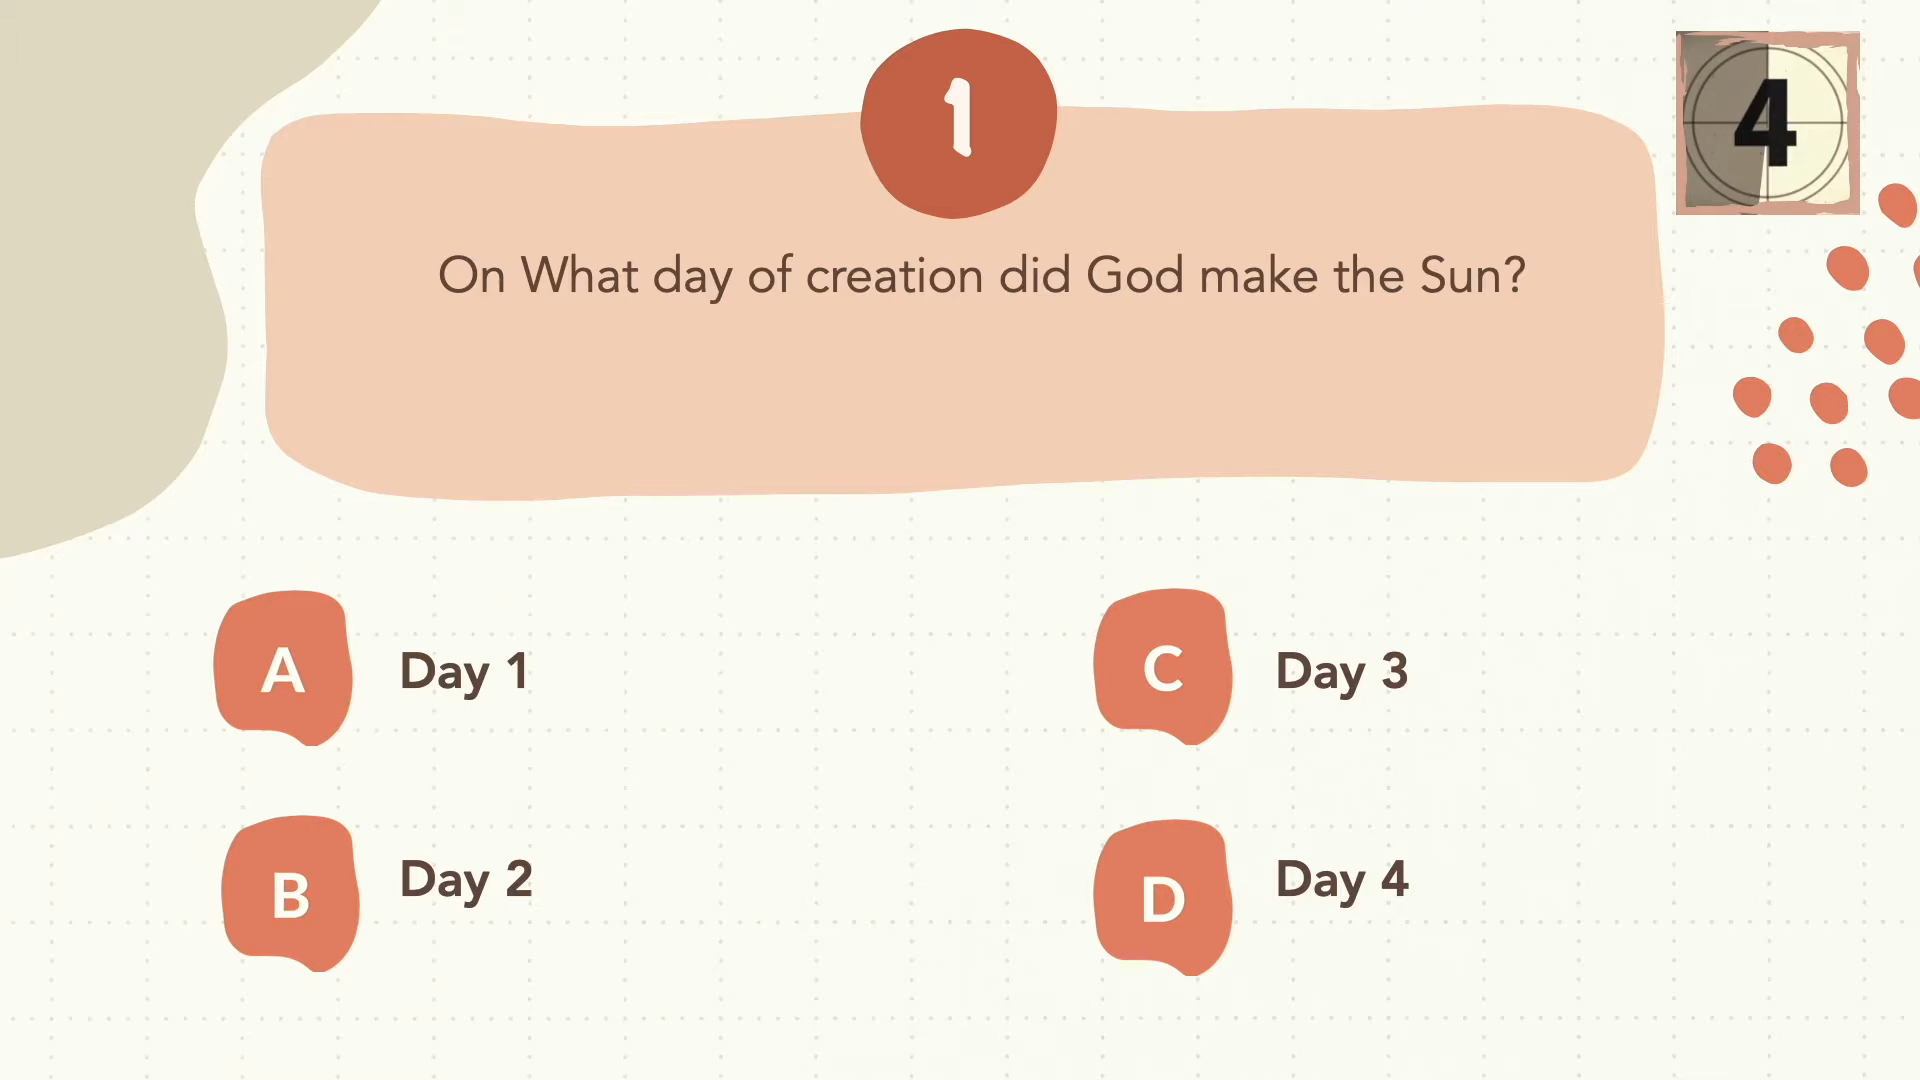 1
4
On What day of creation did God make the Sun?
A Day 1
C Day 3
B Day 2
D Day 4